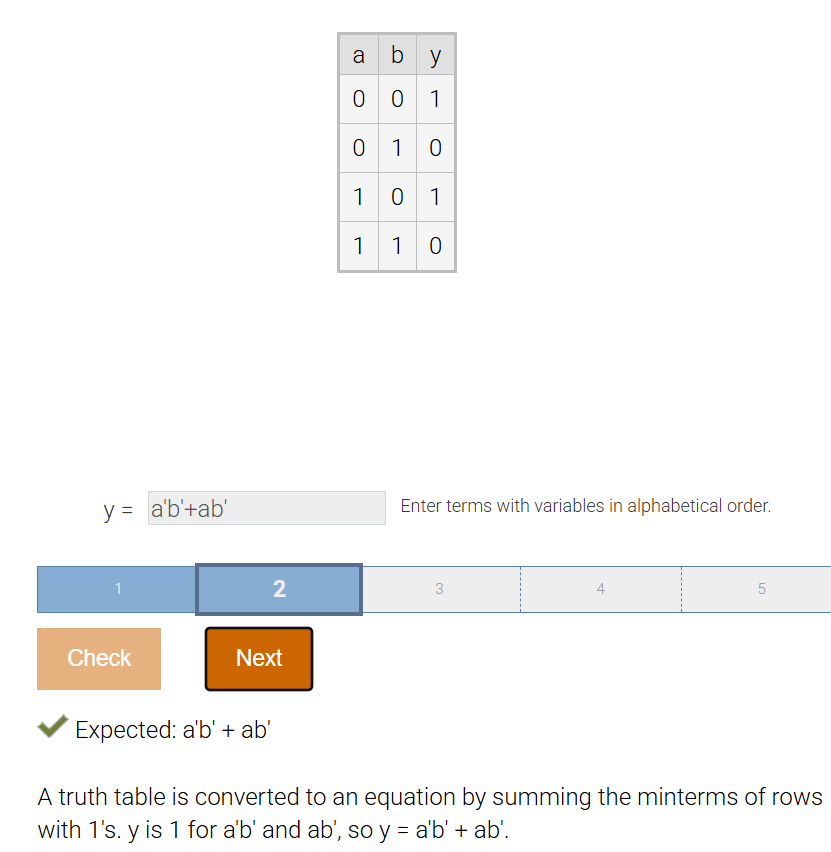 a b y
0 0 1
0 1 0
1 0 1
1 1 0
y = a'b'+ab' Enter terms with variables in alphabetical order.
1 2 3 4 5
Check Next
Expected: a'b' + ab'
A truth table is converted to an equation by summing the minterms of rows
with 1's. y is 1 for a'b' and ab', so y = a'b' + ab'.